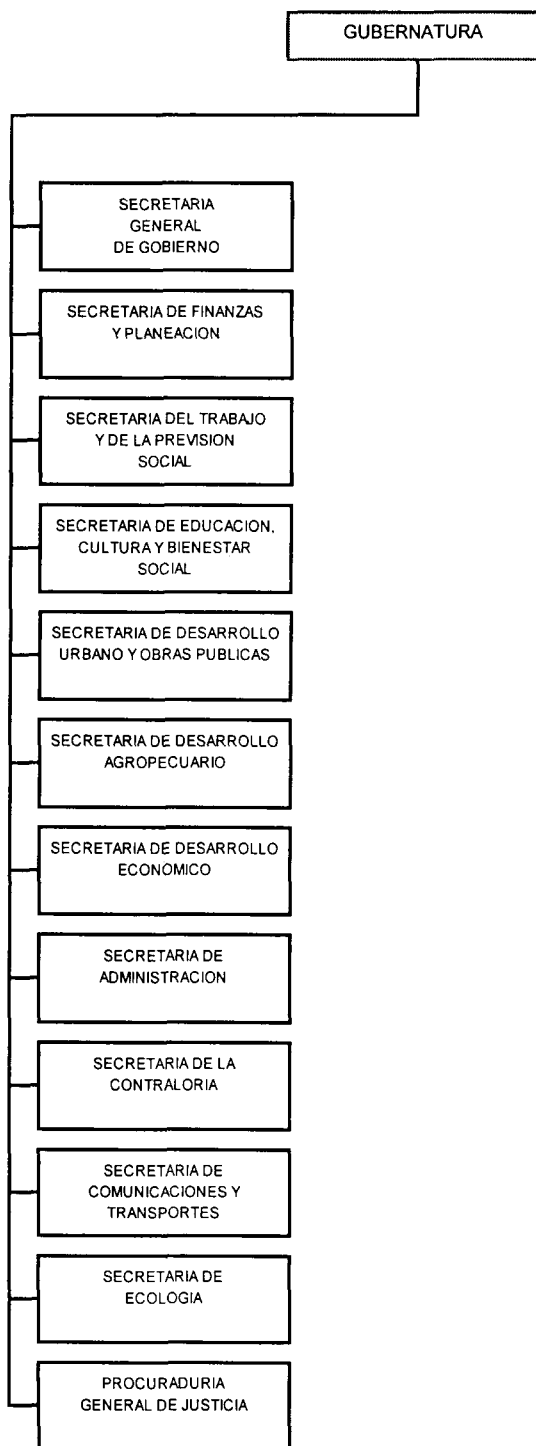 GUBERNATURA
SECRETARIA
GENERAL
DE GOBIERNO
SECRETARIA DE FINANZAS
Y PLANEACION
SECRETARIA DEL TRABAJO
Y DE LA PREVISION
SOCIAL
SECRETARIA DE EDUCACION,
CULTURA Y BIENESTAR
SOCIAL
SECRETARIA DE DESARROLLO
URBANO Y OBRAS PUBLICAS
SECRETARIA DE DESARROLLO
AGROPECUARIO
SECRETARIA DE DESARROLLO
ECONOMICO
SECRETARIA DE
ADMINISTRACION
SECRETARIA DE LA
CONTRALORIA
SECRETARIA DE
COMUNICACIONES Y
TRANSPORTES
SECRETARIA DE
ECOLOGIA
PROCURADURIA
GENERAL DE JUSTICIA